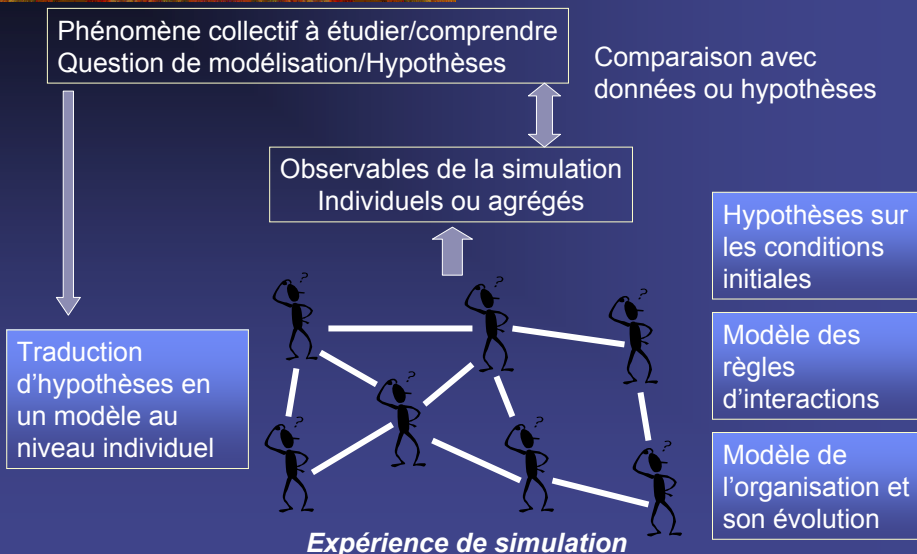 Phénomène collectif à étudier/comprendre
Question de modélisation/Hypothèses
Comparaison avec
données ou hypothèses
Observables de la simulation
Individuels ou agrégés
Hypothèses sur
les conditions
initiales
Traduction
d'hypothèses en
un modèle au
niveau individuel
Modèle des
règles
d'interactions
Modèle de
l'organisation et
son évolution
?
?
?
?
?
?
?
Expérience de simulation